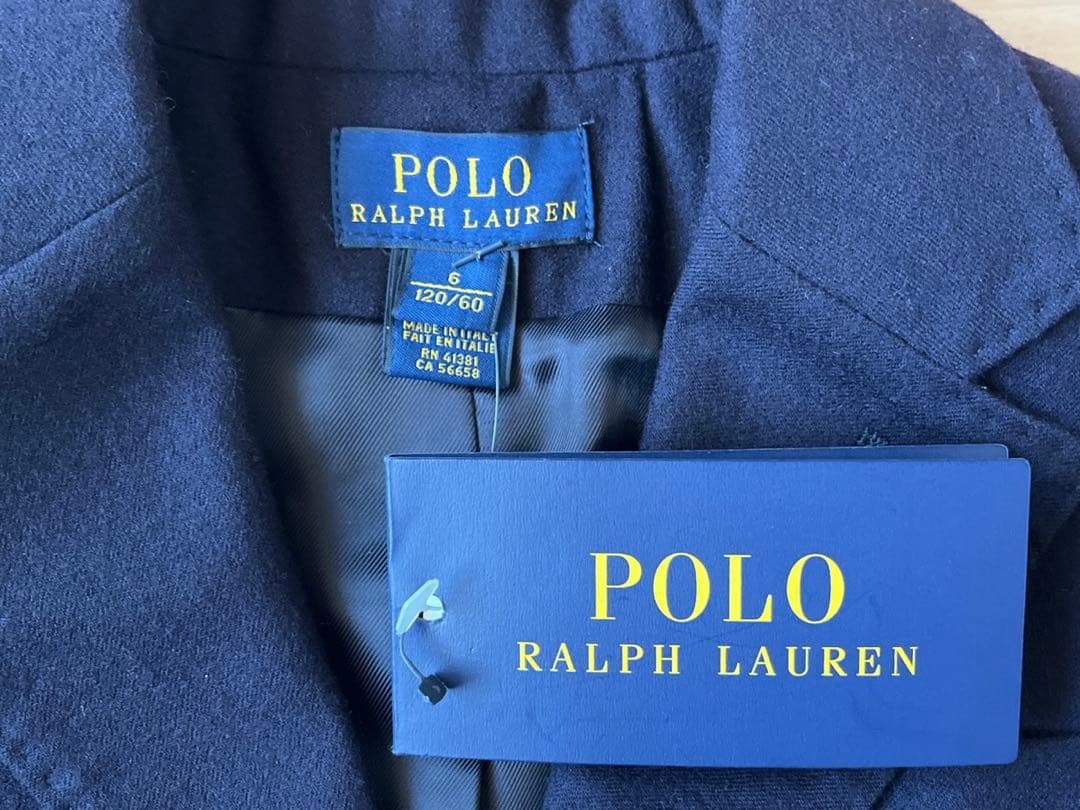 POLO
RALPH LAUREN
6
120/60
MADE IN ITALY
FAIT EN ITALIE
RN 41381
CA 56658
POLO
RALPH LAUREN